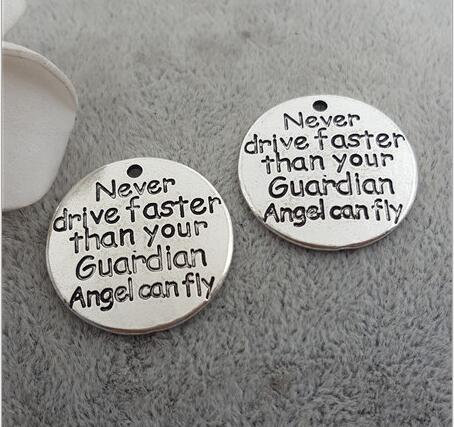 Never
drive faster
than your
Guardian
Angel can fly
Never
drive faster
than your
Guardian
Angel can fly